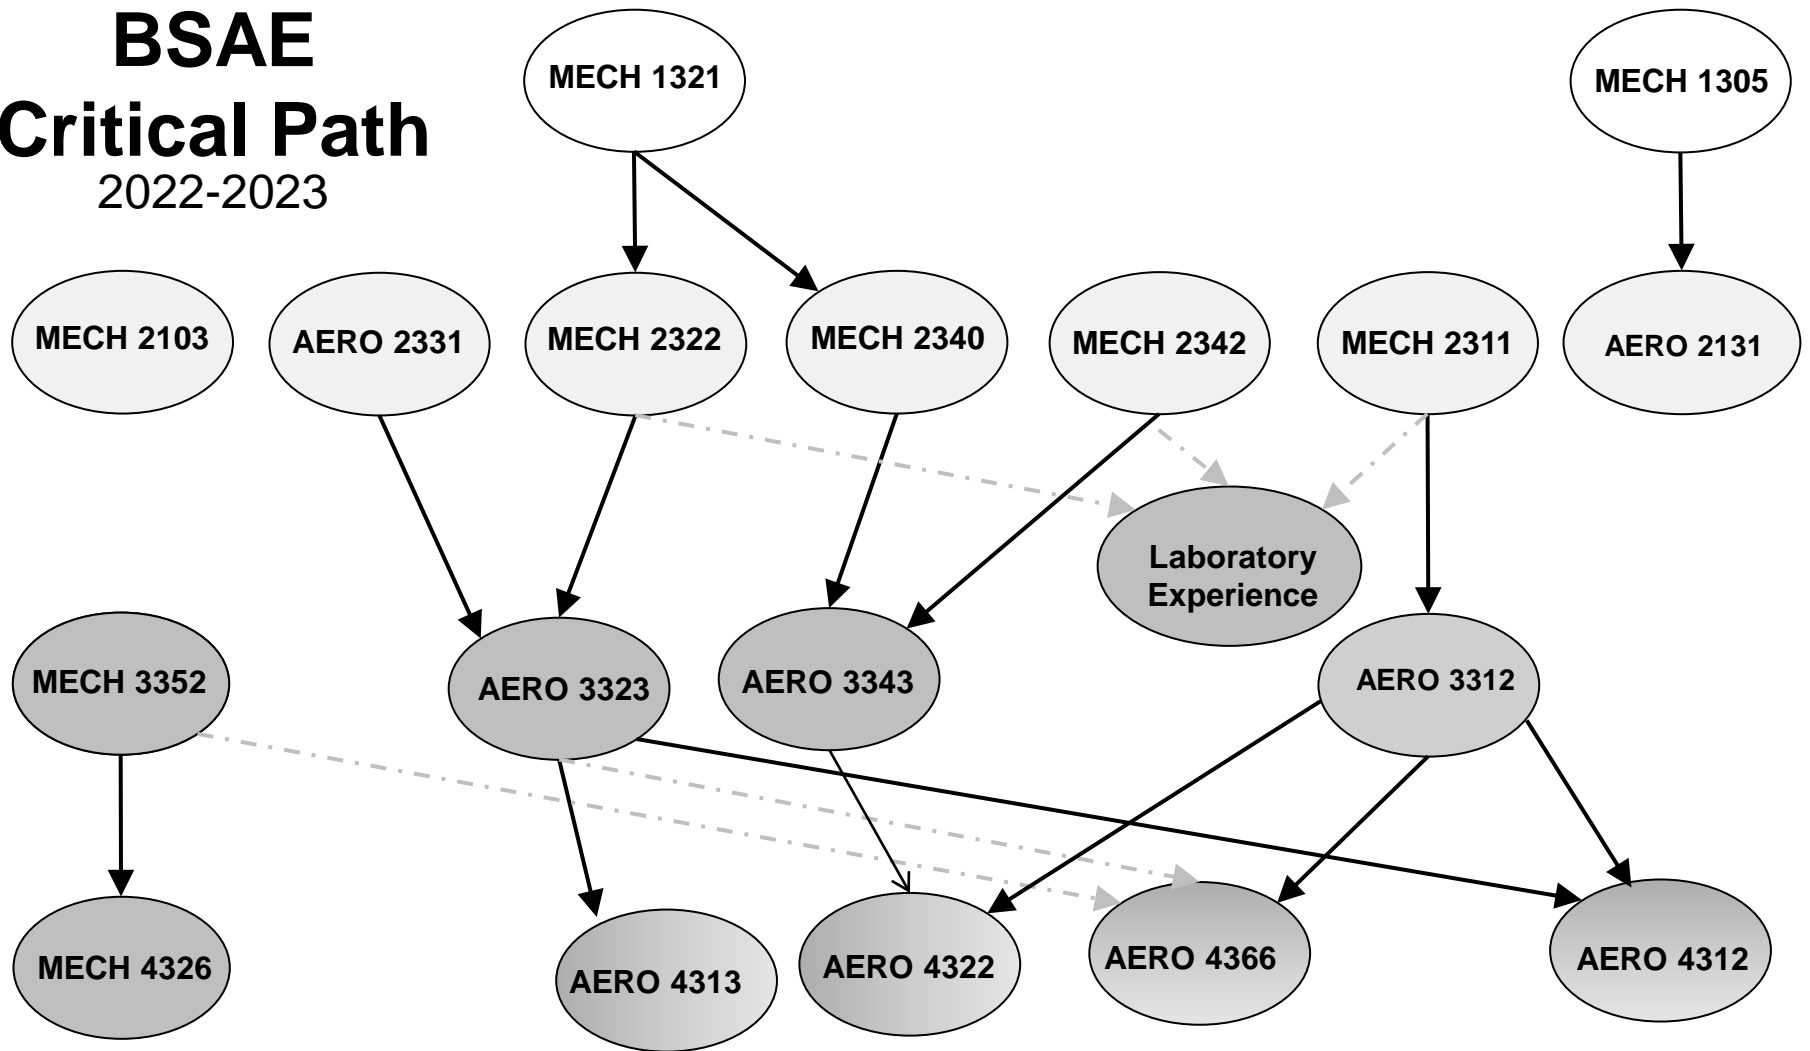 BSAE
Critical Path
2022-2023
MECH 1321
MECH 1305
MECH 2103
AERO 2331
MECH 2322
MECH 2340
MECH 2342
MECH 2311
AERO 2131
Laboratory
Experience
MECH 3352
AERO 3323
AERO 3343
AERO 3312
MECH 4326
AERO 4313
AERO 4322
AERO 4366
AERO 4312